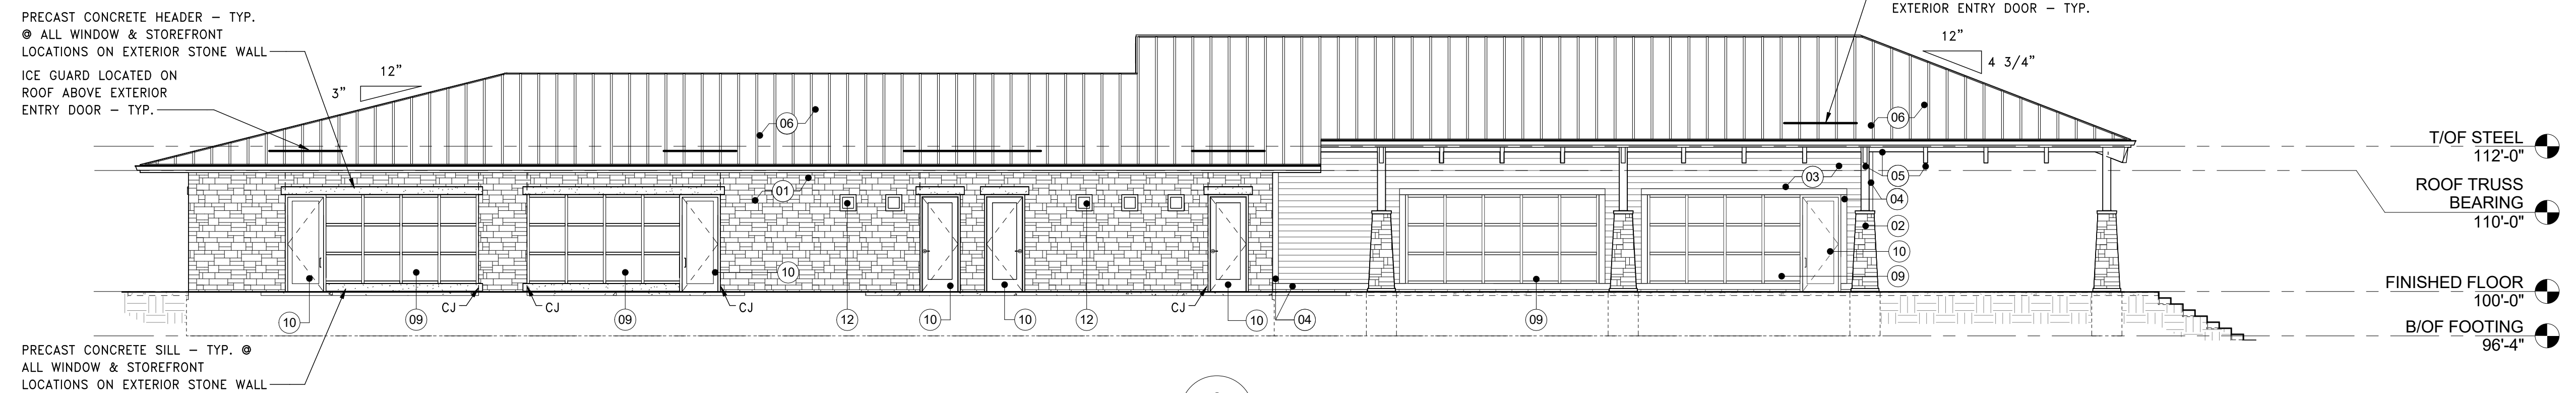 PRECAST CONCRETE HEADER – TYP.
@ ALL WINDOW & STOREFRONT
LOCATIONS ON EXTERIOR STONE WALL
ICE GUARD LOCATED ON
ROOF ABOVE EXTERIOR
ENTRY DOOR – TYP.
12"
3"
EXTERIOR ENTRY DOOR – TYP.
12"
4 3/4"
06
06
01
03
05
04
02
10
09
10
T/OF STEEL
112'-0"
ROOF TRUSS
BEARING
110'-0"
FINISHED FLOOR
100'-0"
B/OF FOOTING
96'-4"
CJ
CJ
CJ
CJ
10
09
09
12
10
10
12
10
04
09
PRECAST CONCRETE SILL – TYP. @
ALL WINDOW & STOREFRONT
LOCATIONS ON EXTERIOR STONE WALL